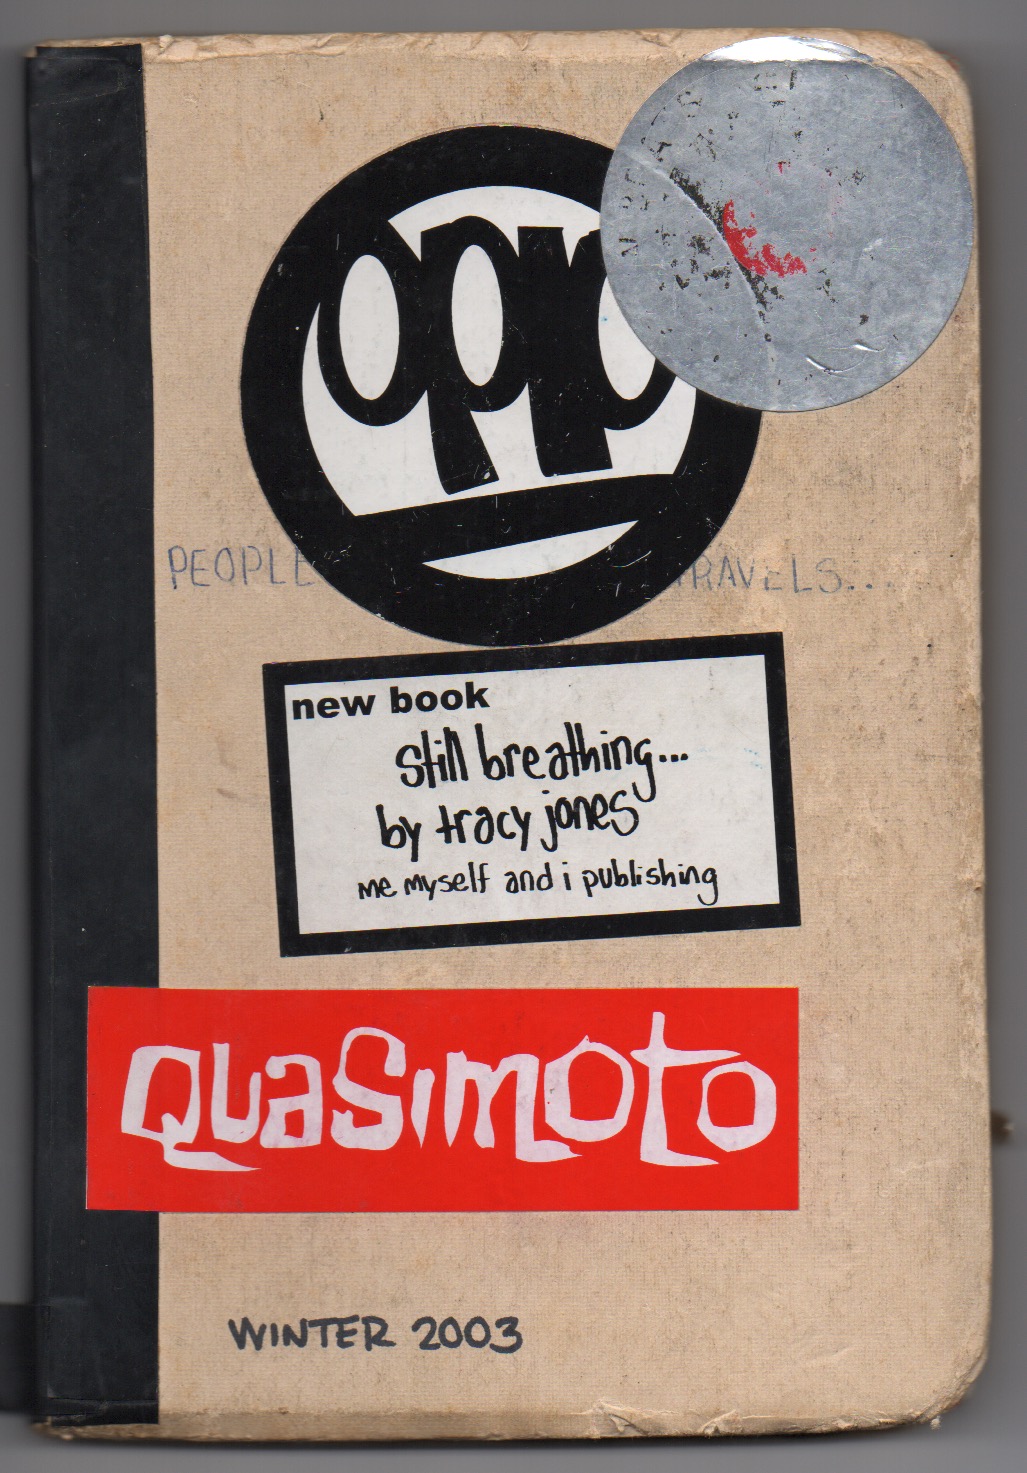 opp
PEOPLE TRAVELS...
new book
still breathing...
by tracy jones
me myself and i publishing
QUASIMOTO
WINTER 2003